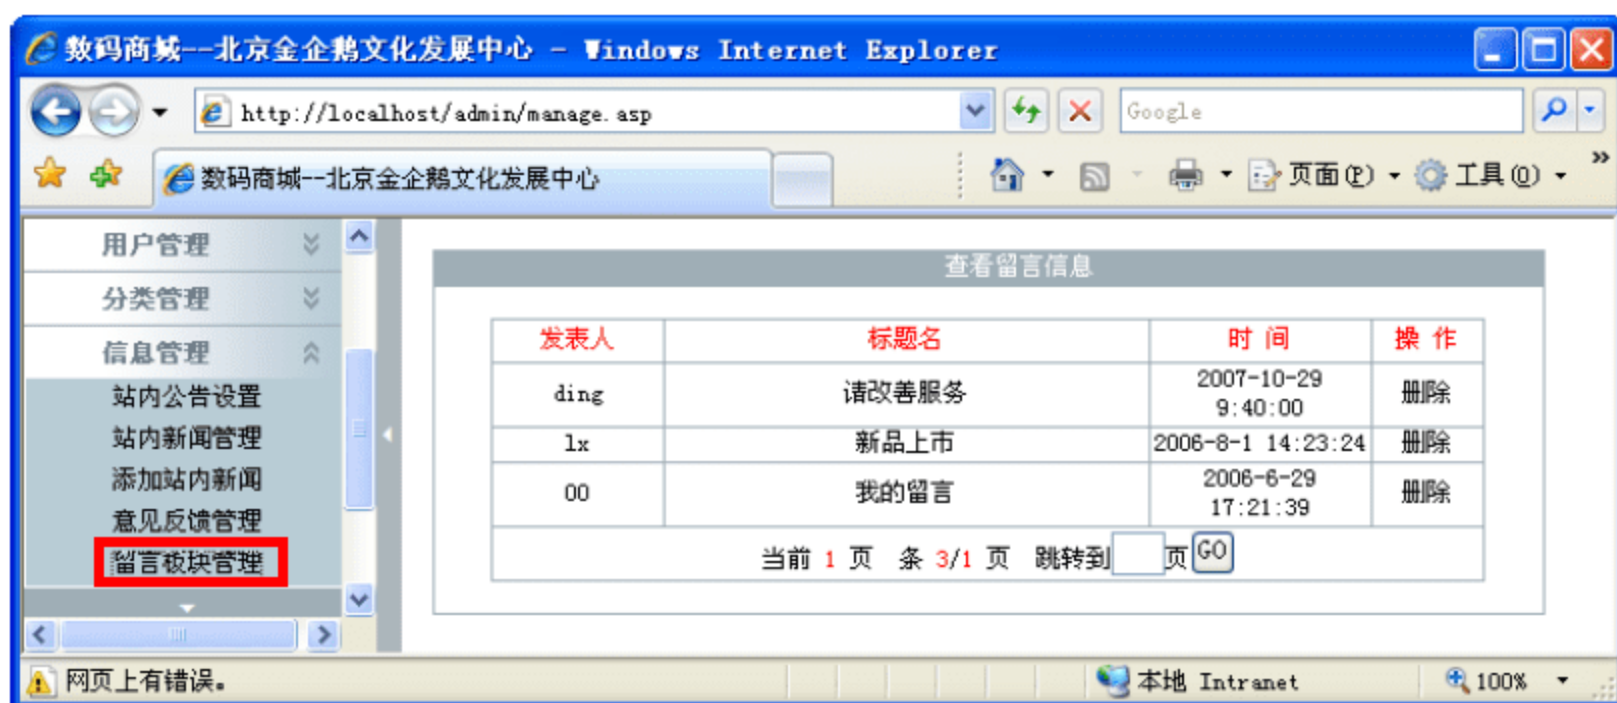 数码商城--北京金企鹅文化发展中心 - Windows Internet Explorer
http://localhost/admin/manage.asp
Google
数码商城--北京金企鹅文化发展中心
页面(P)
工具(O)
用户管理
分类管理
信息管理
站内公告设置
站内新闻管理
添加站内新闻
意见反馈管理
留言板块管理
查看留言信息
发表人 标题名 时 间 操 作
ding 请改善服务 2007-10-29 9:40:00 删除
lx 新品上市 2006-8-1 14:23:24 删除
00 我的留言 2006-6-29 17:21:39 删除
当前 1 页 条 3/1 页 跳转到 页 GO
网页上有错误。
本地 Intranet
100%